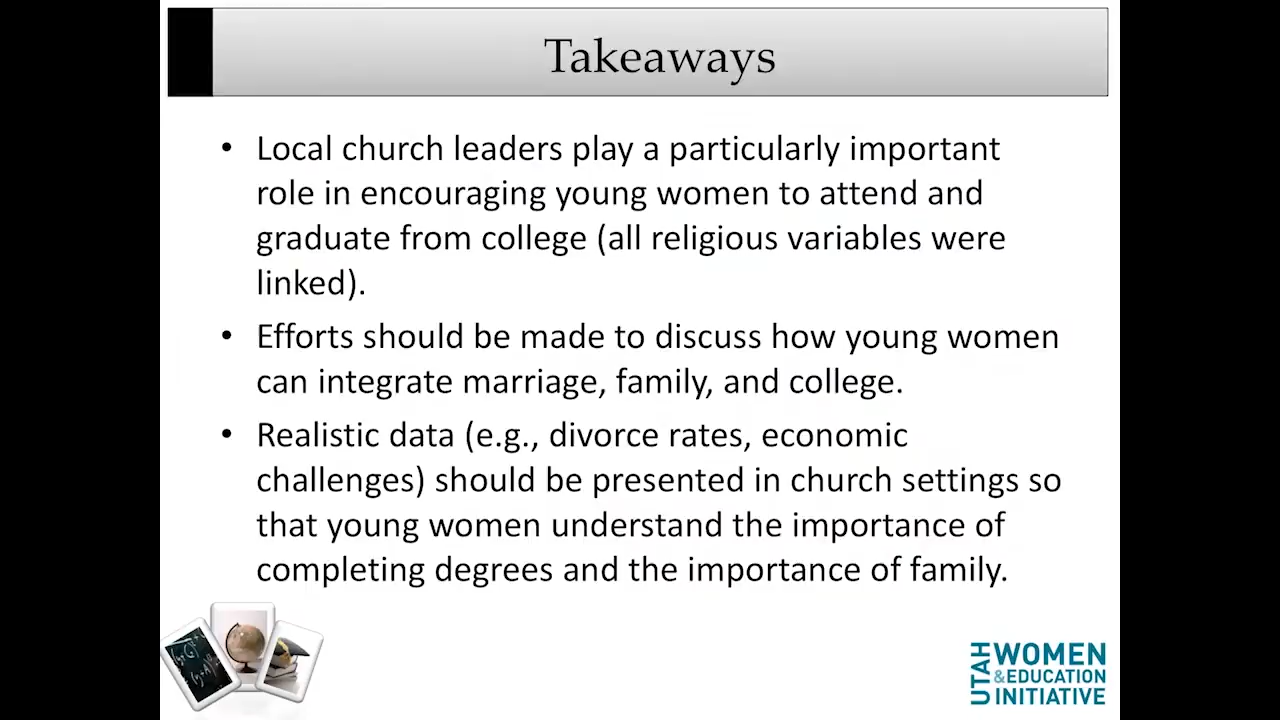 Takeaways
• Local church leaders play a particularly important
role in encouraging young women to attend and
graduate from college (all religious variables were
linked).
• Efforts should be made to discuss how young women
can integrate marriage, family, and college.
• Realistic data (e.g., divorce rates, economic
challenges) should be presented in church settings so
that young women understand the importance of
completing degrees and the importance of family.
UTAH
WOMEN
&EDUCATION
INITIATIVE